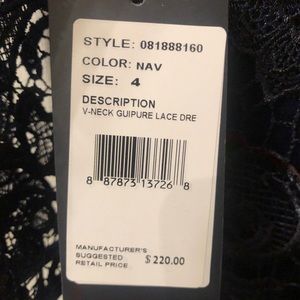 STYLE: 081888160
COLOR: NAV
SIZE: 4
DESCRIPTION
V-NECK GUIPURE LACE DRE
8 87873 13726 8
MANUFACTURER'S
SUGGESTED
RETAIL PRICE $220.00